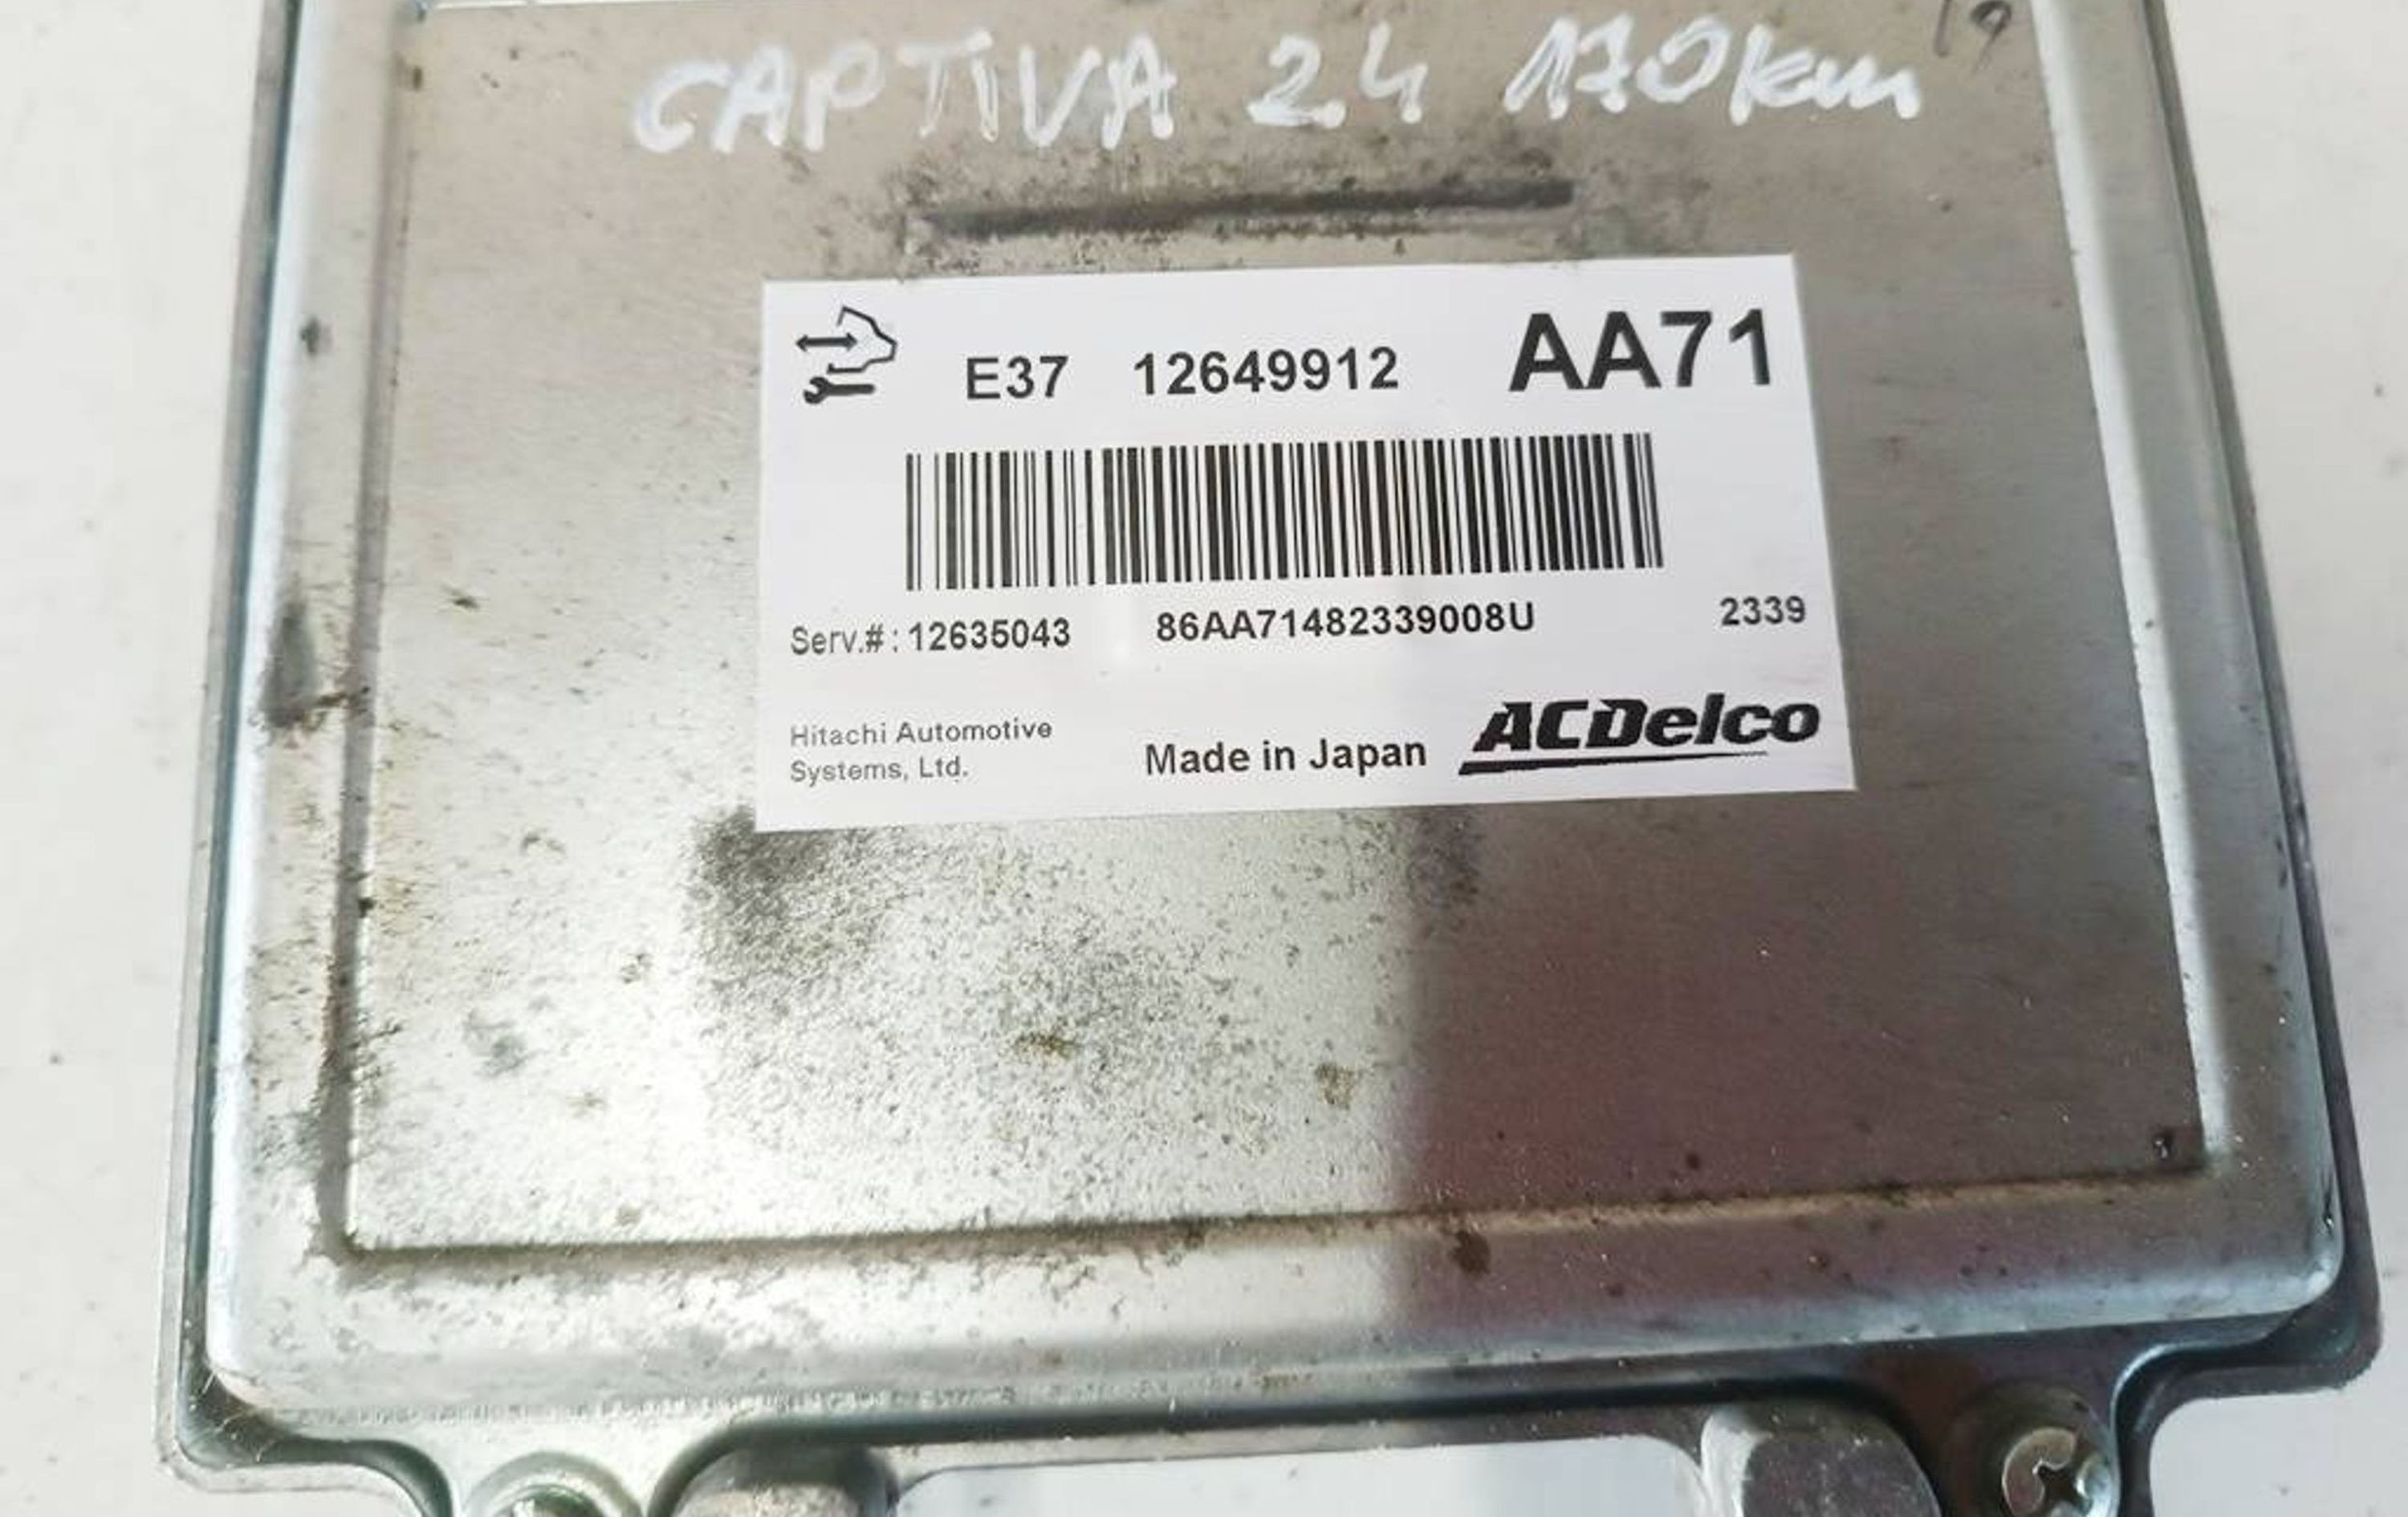 CAPTIVA 2.4 170km
E37 12649912 AA71
Serv.#: 12635043 86AA71482339008U 2339
Hitachi Automotive
Systems, Ltd.
Made in Japan ACDelco